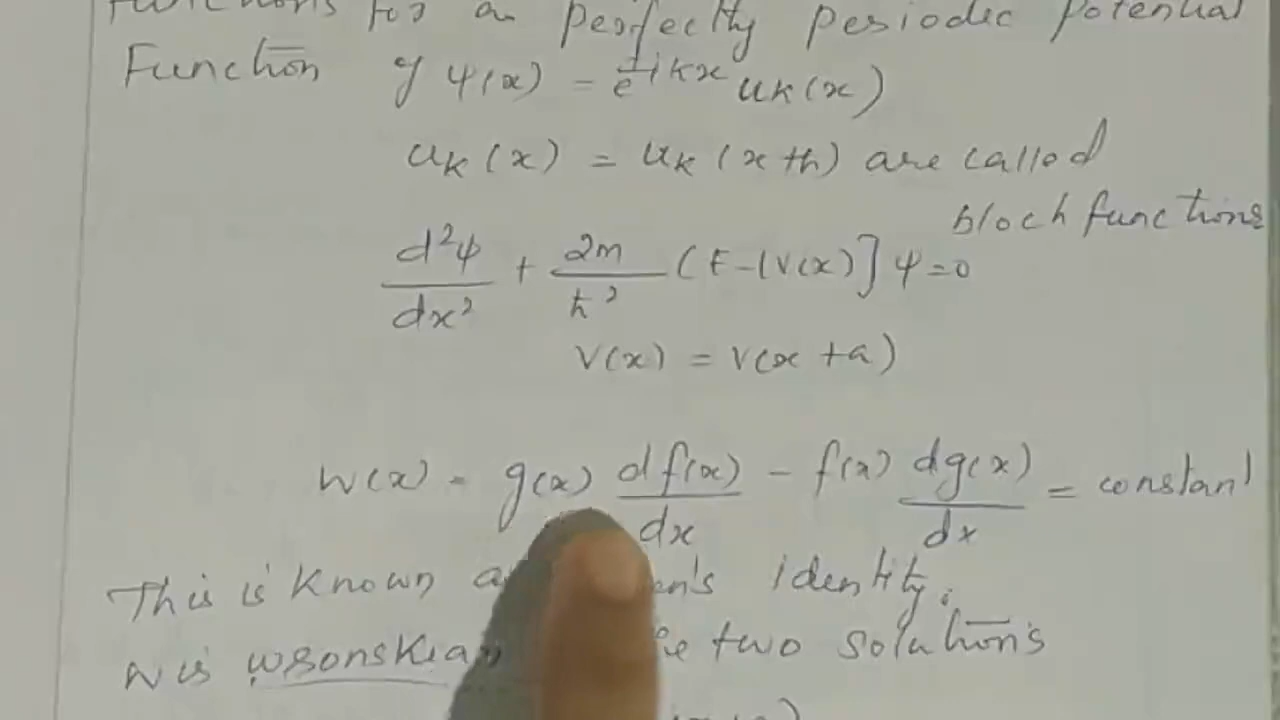 functions for an perfectly periodic potential
Function of ψ(x) = e^±ikx uK(x)
uK(x) = uK(x+h) are called
bloch functions
d²ψ/dx² + 2m/ħ² (E-[V(x)] ψ=0
V(x) = V(x+a)
W(x) = g(x) df(x)/dx - f(x) dg(x)/dx = constant
This is known identity.
W is wronskian two solutions